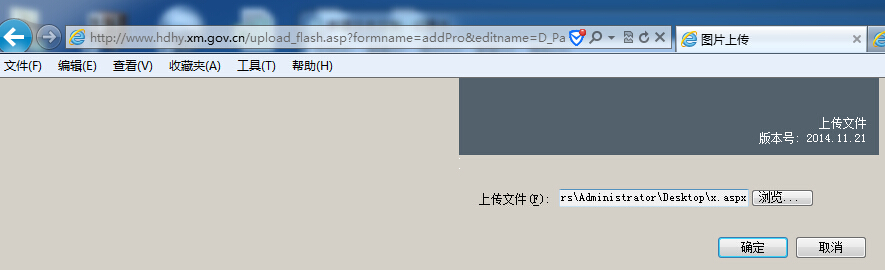 http://www.hdhy.xm.gov.cn/upload_flash.asp?formname=addPro&editname=D_Pa
图片上传
文件(F) 编辑(E) 查看(V) 收藏夹(A) 工具(T) 帮助(H)
上传文件
版本号: 2014.11.21
上传文件(F): rs\Administrator\Desktop\x.aspx 浏览...
确定 取消